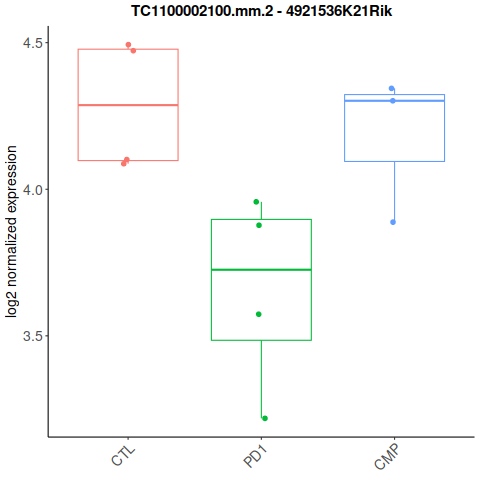 TC1100002100.mm.2 - 4921536K21Rik
log2 normalized expression
4.5
4.0
3.5
CTL
PD1
CMP